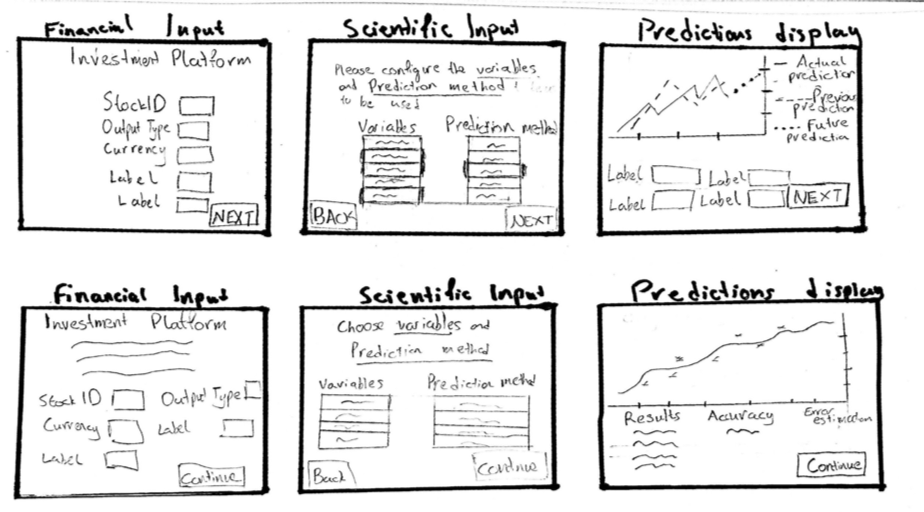 Financial Input
Investment Platform
StockID
Output Type
Currency
Label
Label
NEXT
Scientific Input
Please configure the variables
and Prediction method
to be used
Variables Prediction method
BACK
NEXT
Predictions display
Actual
prediction
Previous
prediction
Future
prediction
Label Label
Label Label NEXT
Financial Input
Investment Platform
Stock ID Output Type
Currency Label
Label
Continue
Scientific Input
Choose variables and
Prediction method
Variables Prediction method
Back Continue
Predictions display
Results Accuracy Error
estimation
Continue